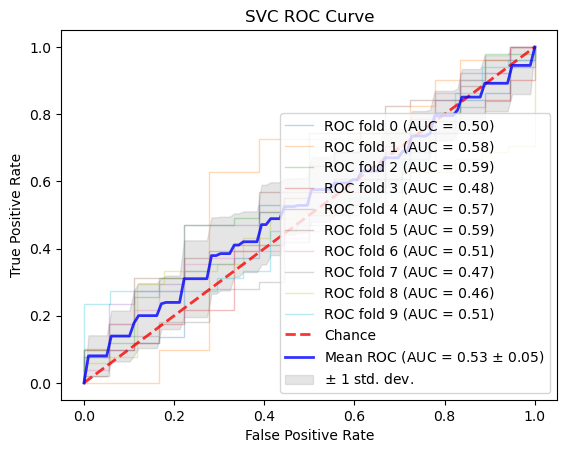 SVC ROC Curve
True Positive Rate
1.0
0.8
0.6
0.4
0.2
0.0
ROC fold 0 (AUC = 0.50)
ROC fold 1 (AUC = 0.58)
ROC fold 2 (AUC = 0.59)
ROC fold 3 (AUC = 0.48)
ROC fold 4 (AUC = 0.57)
ROC fold 5 (AUC = 0.59)
ROC fold 6 (AUC = 0.51)
ROC fold 7 (AUC = 0.47)
ROC fold 8 (AUC = 0.46)
ROC fold 9 (AUC = 0.51)
Chance
Mean ROC (AUC = 0.53 ± 0.05)
± 1 std. dev.
0.0 0.2 0.4 0.6 0.8 1.0
False Positive Rate